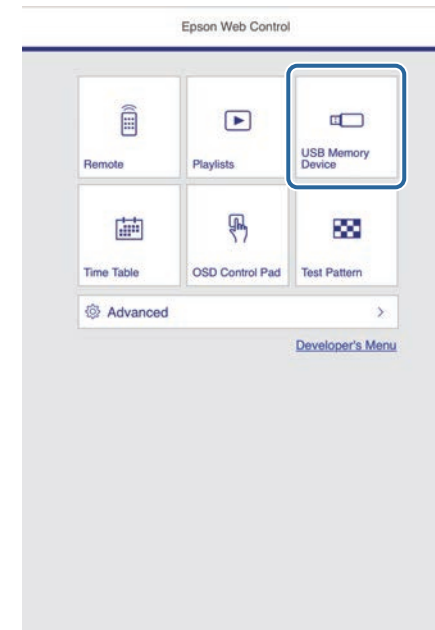 Epson Web Control
Remote
Playlists
USB Memory
Device
Time Table
OSD Control Pad
Test Pattern
Advanced
Developer's Menu